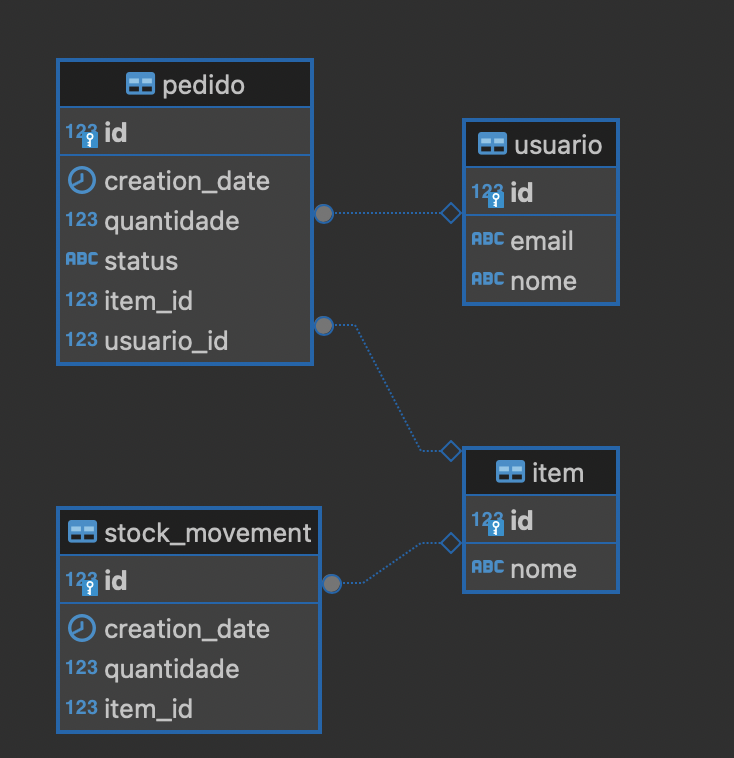 pedido
123 id
creation_date
123 quantidade
ABC status
123 item_id
123 usuario_id
usuario
123 id
ABC email
ABC nome
item
123 id
ABC nome
stock_movement
123 id
creation_date
123 quantidade
123 item_id